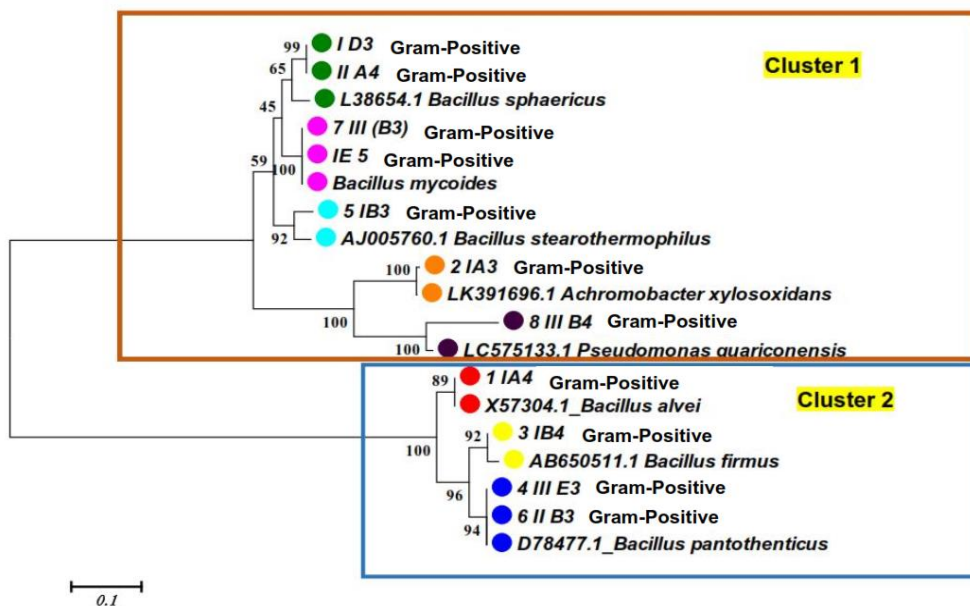 99 I D3 Gram-Positive
Cluster 1
65 II A4 Gram-Positive
L38654.1 Bacillus sphaericus
45
7 III (B3) Gram-Positive
59 IE 5 Gram-Positive
100 Bacillus mycoides
5 IB3 Gram-Positive
92 AJ005760.1 Bacillus stearothermophilus
100 2 IA3 Gram-Positive
LK391696.1 Achromobacter xylosoxidans
100 8 III B4 Gram-Positive
100 LC575133.1 Pseudomonas guariconensis
89 1 IA4 Gram-Positive
X57304.1_Bacillus alvei
Cluster 2
92 3 IB4 Gram-Positive
100
AB650511.1 Bacillus firmus
96 4 III E3 Gram-Positive
6 II B3 Gram-Positive
94 D78477.1_Bacillus pantothenticus
0.1